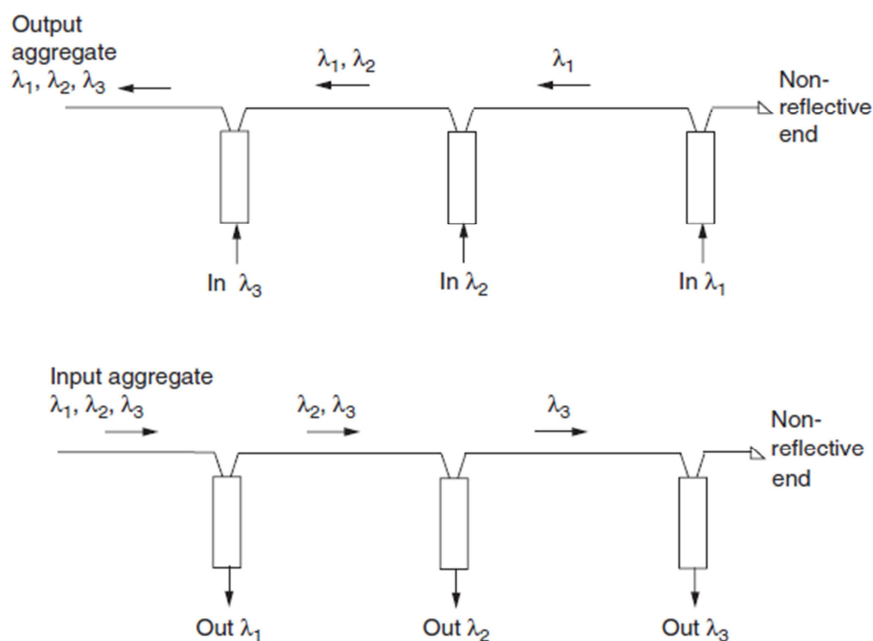 Output
aggregate
λ1, λ2, λ3
λ1, λ2
λ1
Non-
reflective
end
In λ3
In λ2
In λ1
Input aggregate
λ1, λ2, λ3
λ2, λ3
λ3
Non-
reflective
end
Out λ1
Out λ2
Out λ3